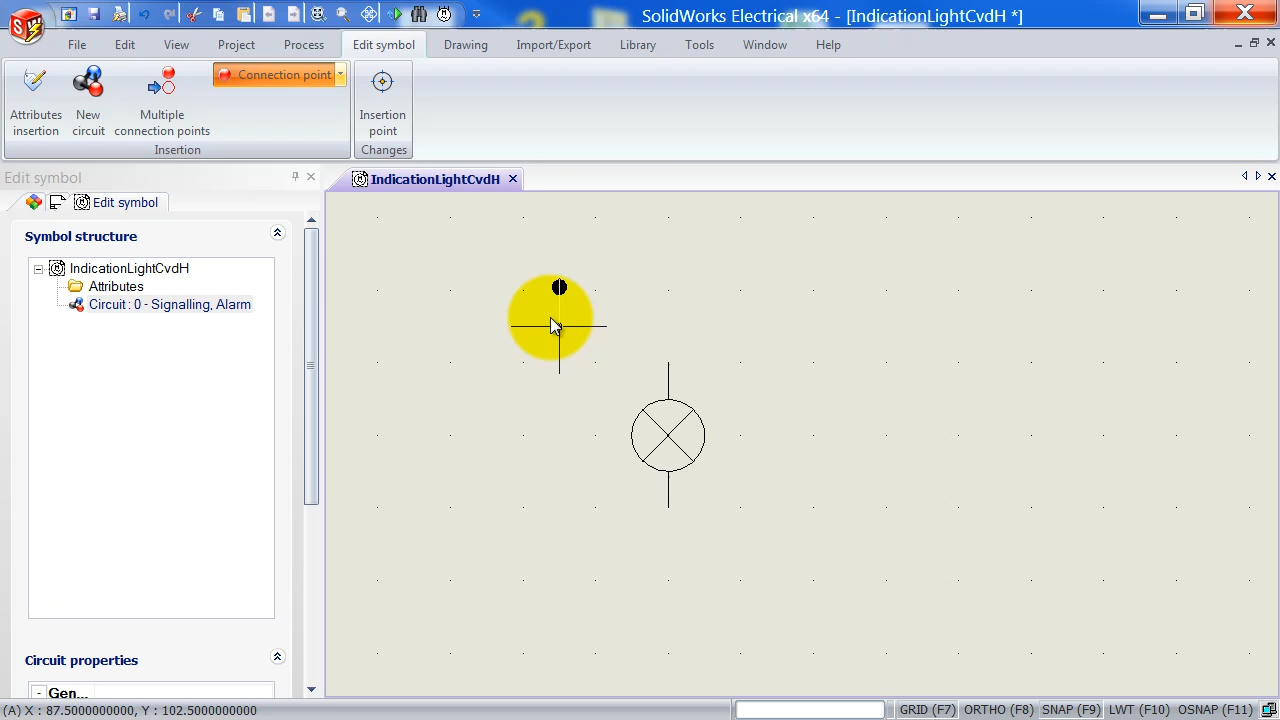 SolidWorks Electrical x64 - [IndicationLightCvdH *]
File Edit View Project Process Edit symbol Drawing Import/Export Library Tools Window Help
Attributes insertion
New circuit
Multiple connection points
Connection point
Insertion point
Insertion
Changes
Edit symbol
IndicationLightCvdH
Edit symbol
Symbol structure
IndicationLightCvdH
Attributes
Circuit : 0 - Signalling, Alarm
Circuit properties
Gen...
(A) X : 87.5000000000, Y : 102.5000000000
GRID (F7) ORTHO (F8) SNAP (F9) LWT (F10) OSNAP (F11)